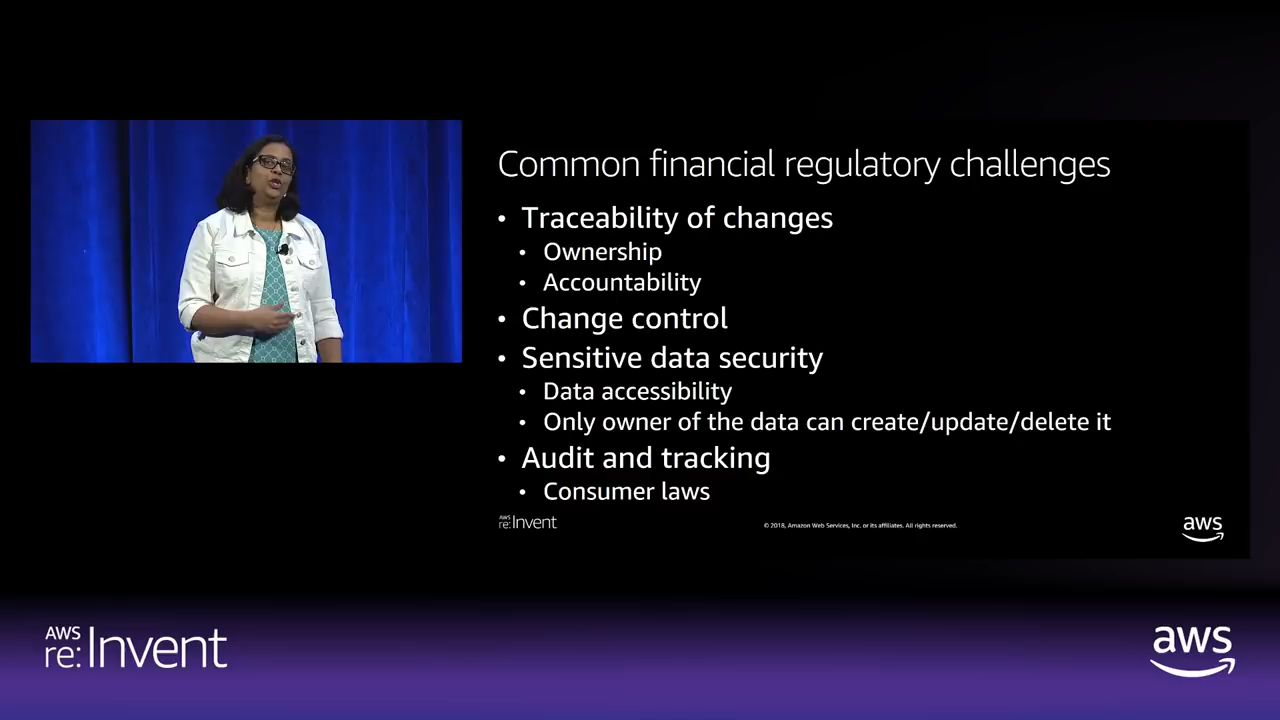 Common financial regulatory challenges
• Traceability of changes
• Ownership
• Accountability
• Change control
• Sensitive data security
• Data accessibility
• Only owner of the data can create/update/delete it
• Audit and tracking
• Consumer laws
AWS
re:Invent
© 2018, Amazon Web Services, Inc. or its affiliates. All rights reserved.
aws
AWS
re:Invent
aws